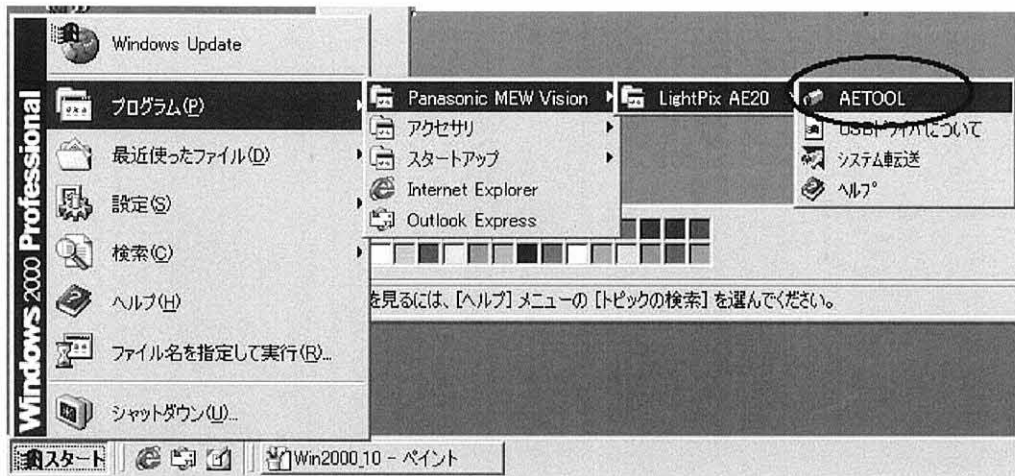 Windows 2000 Professional
Windows Update
プログラム(P)
最近使ったファイル(D)
設定(S)
検索(C)
ヘルプ(H)
ファイル名を指定して実行(R)...
シャットダウン(U)...
Panasonic MEW Vision
アクセサリ
スタートアップ
Internet Explorer
Outlook Express
LightPix AE20
AETOOL
USBドライバについて
システム転送
ヘルプ
を見るには、[ヘルプ] メニューの [トピックの検索] を選んでください。
スタート
Win2000_10 - ペイント